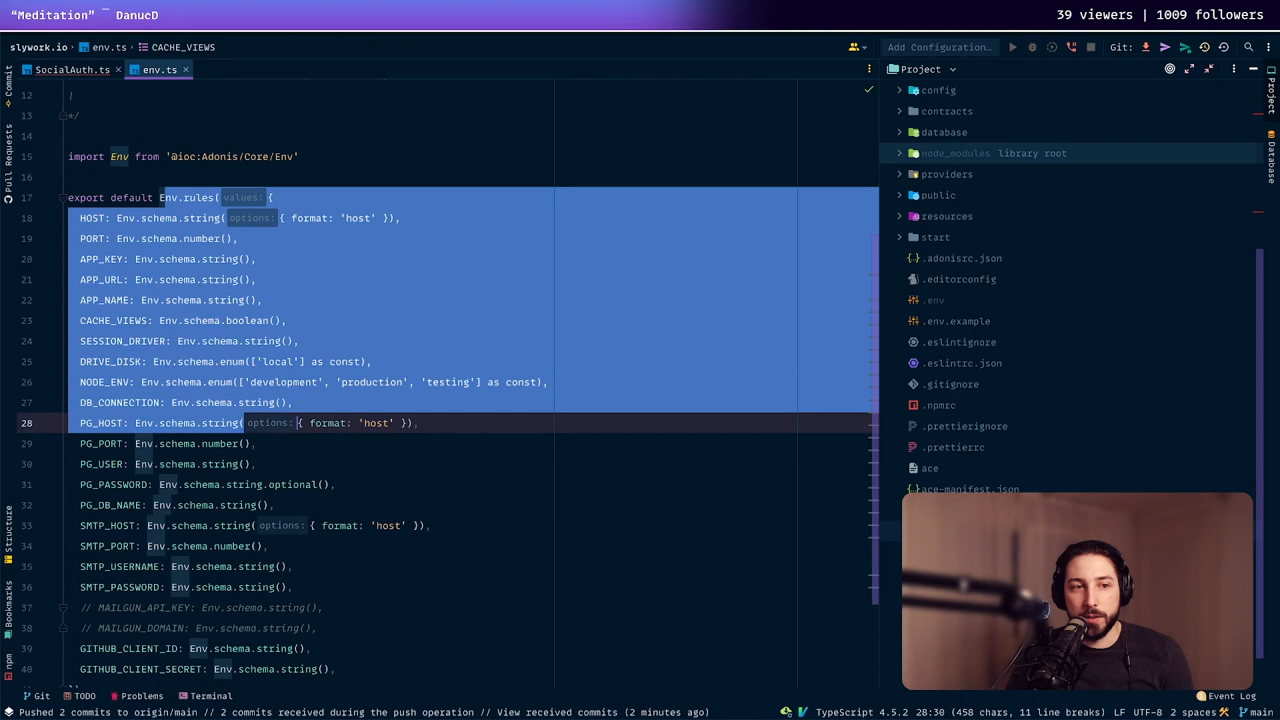 “Meditation” ¯ DanucD
39 viewers | 1009 followers
slywork.io › env.ts › CACHE_VIEWS
Add Configuration...
Git:
SocialAuth.ts
env.ts
Project
Commit
Pull Requests
Structure
Bookmarks
npm
Project
Database
12 |
13 */
14
15 import Env from '@ioc:Adonis/Core/Env'
16
17 export default Env.rules( values: {
18 HOST: Env.schema.string( options: { format: 'host' }),
19 PORT: Env.schema.number(),
20 APP_KEY: Env.schema.string(),
21 APP_URL: Env.schema.string(),
22 APP_NAME: Env.schema.string(),
23 CACHE_VIEWS: Env.schema.boolean(),
24 SESSION_DRIVER: Env.schema.string(),
25 DRIVE_DISK: Env.schema.enum(['local'] as const),
26 NODE_ENV: Env.schema.enum(['development', 'production', 'testing'] as const),
27 DB_CONNECTION: Env.schema.string(),
28 PG_HOST: Env.schema.string( options: { format: 'host' }),
29 PG_PORT: Env.schema.number(),
30 PG_USER: Env.schema.string(),
31 PG_PASSWORD: Env.schema.string.optional(),
32 PG_DB_NAME: Env.schema.string(),
33 SMTP_HOST: Env.schema.string( options: { format: 'host' }),
34 SMTP_PORT: Env.schema.number(),
35 SMTP_USERNAME: Env.schema.string(),
36 SMTP_PASSWORD: Env.schema.string(),
37 // MAILGUN_API_KEY: Env.schema.string(),
38 // MAILGUN_DOMAIN: Env.schema.string(),
39 GITHUB_CLIENT_ID: Env.schema.string(),
40 GITHUB_CLIENT_SECRET: Env.schema.string(),
config
contracts
database
node_modules library root
providers
public
resources
start
.adonisrc.json
.editorconfig
.env
.env.example
.eslintignore
.eslintrc.json
.gitignore
.npmrc
.prettierignore
.prettierrc
ace
ace-manifest.json
Git
TODO
Problems
Terminal
Event Log
Pushed 2 commits to origin/main // 2 commits received during the push operation // View received commits (2 minutes ago)
TypeScript 4.5.2 28:30 (458 chars, 11 line breaks) LF UTF-8 2 spaces main